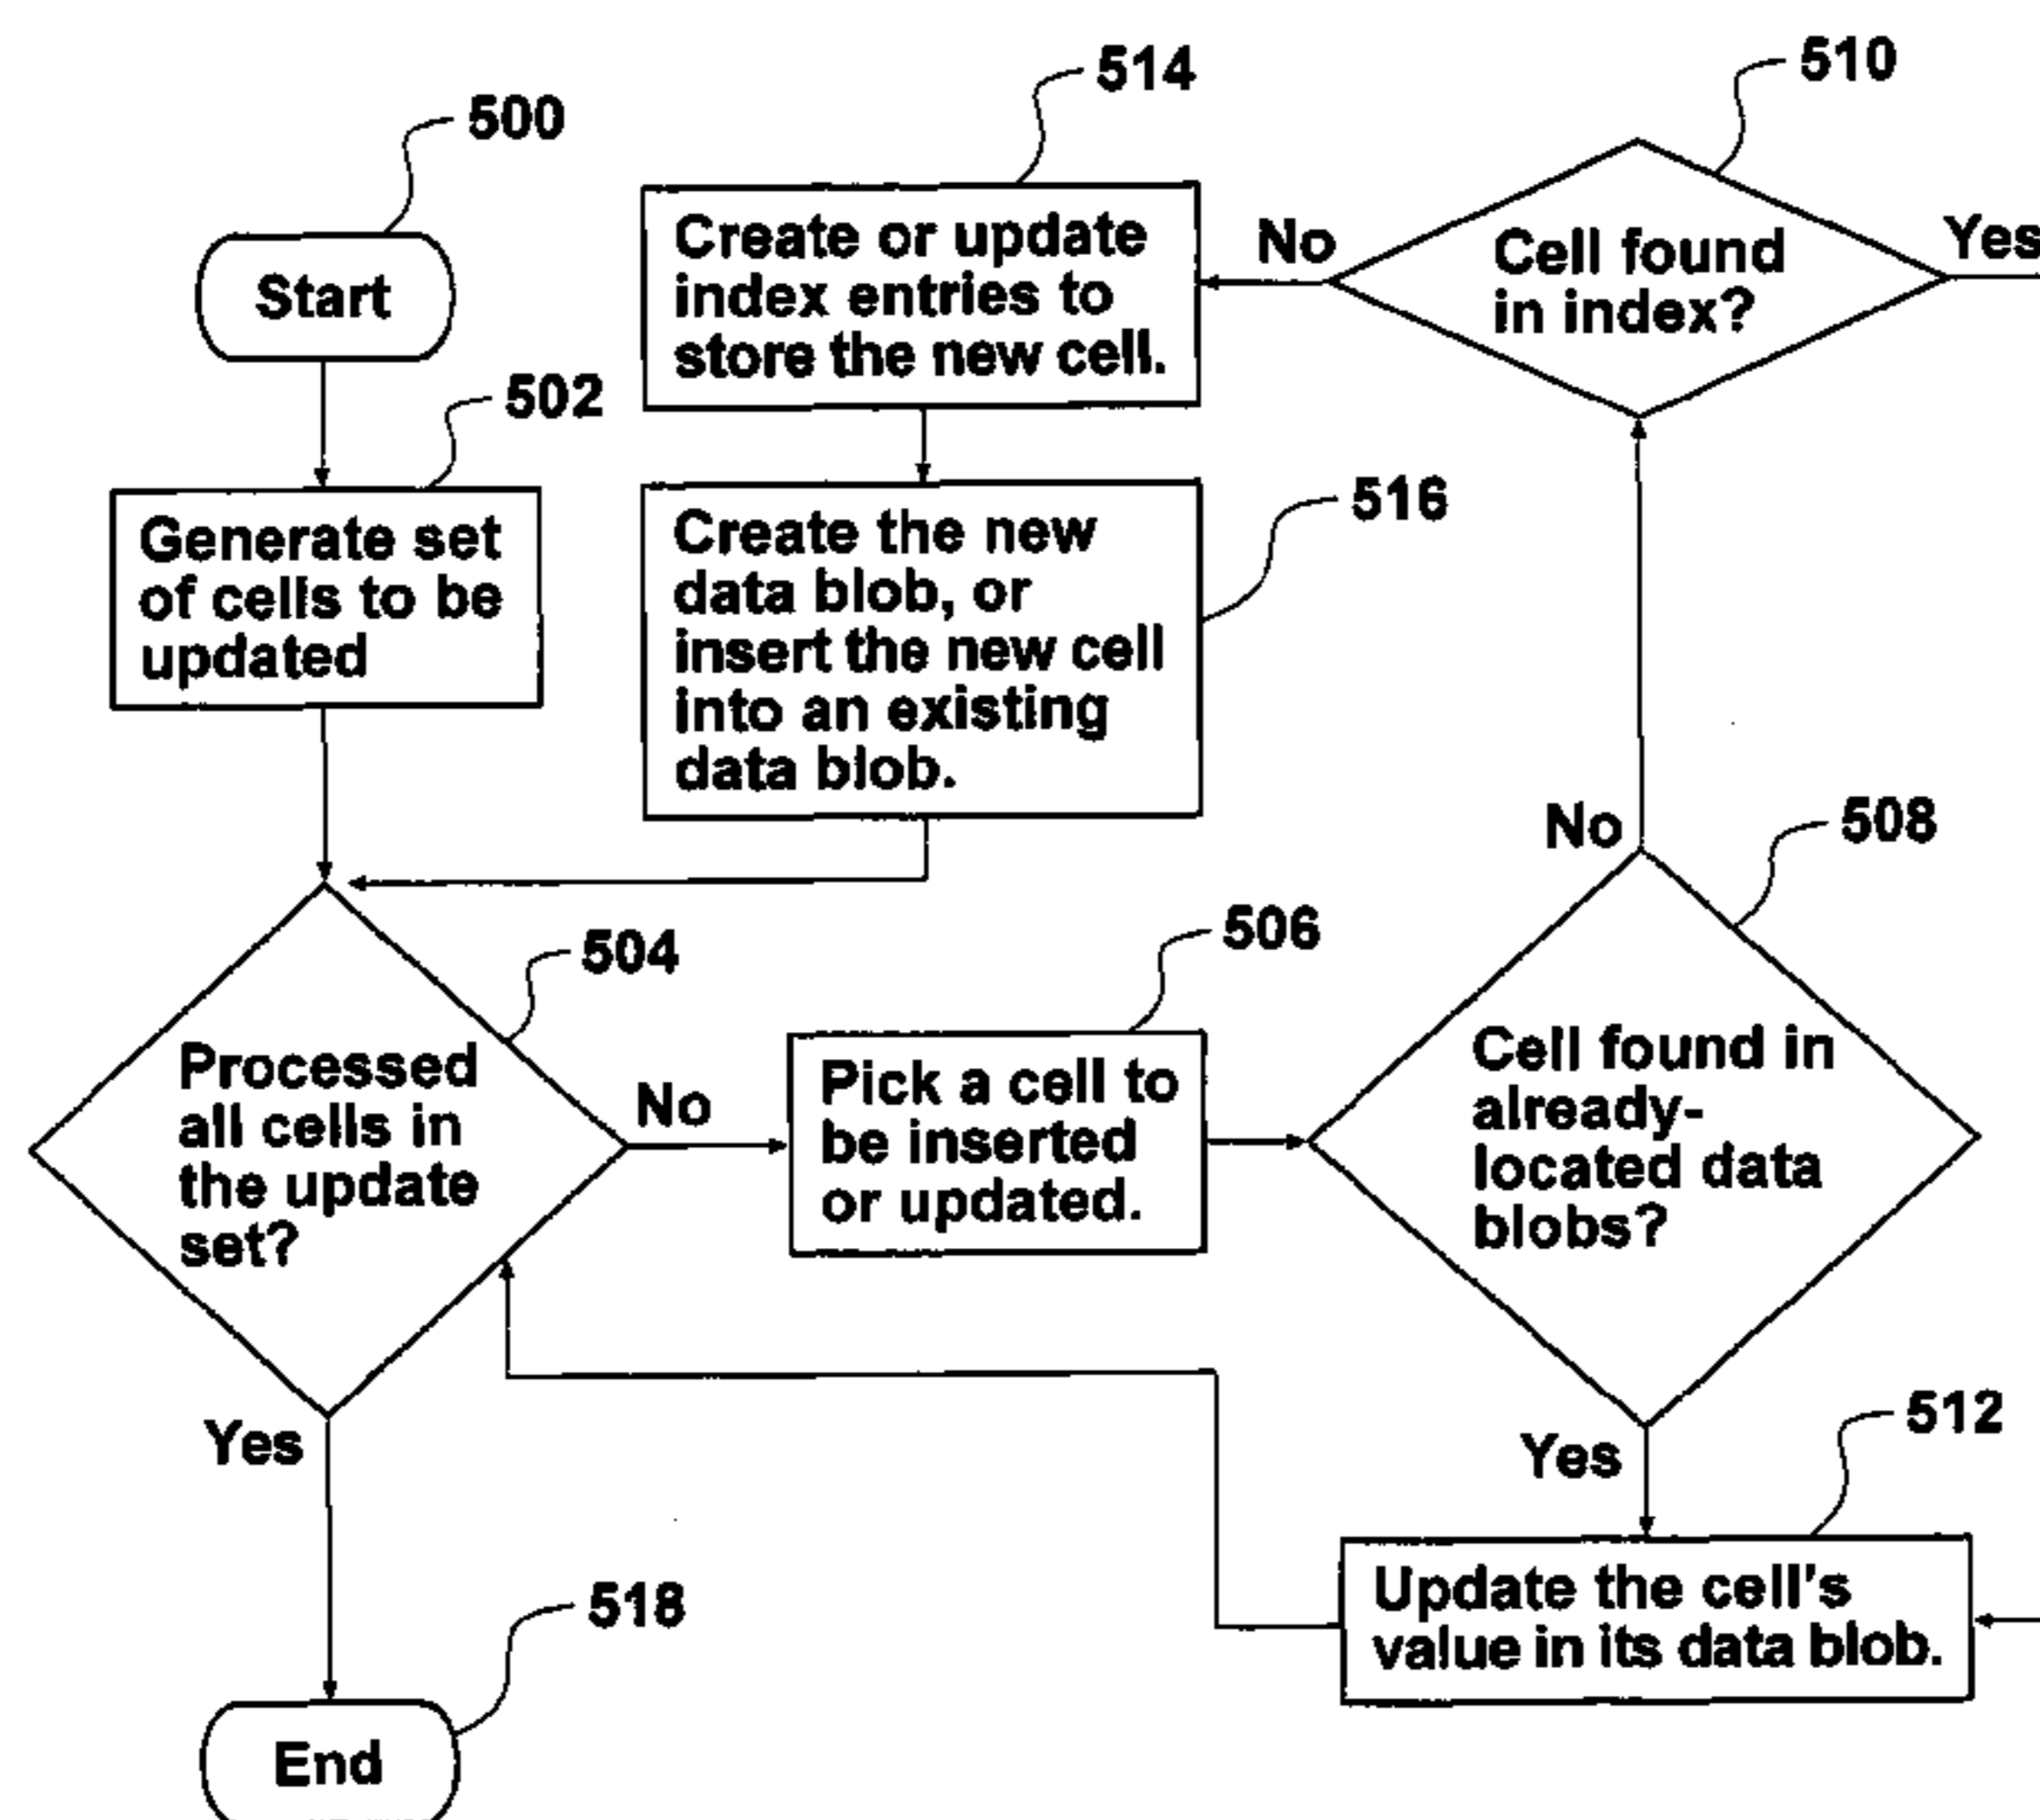 500
Start
502
Generate set
of cells to be
updated
514
Create or update
index entries to
store the new cell.
516
Create the new
data blob, or
insert the new cell
into an existing
data blob.
510
Cell found
in index?
No
Yes
504
Processed
all cells in
the update
set?
No
Yes
506
Pick a cell to
be inserted
or updated.
508
Cell found in
already-
located data
blobs?
No
Yes
512
Update the cell's
value in its data blob.
518
End